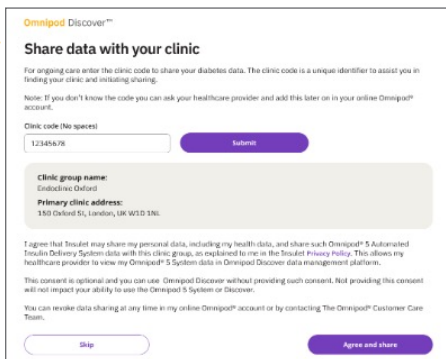 Omnipod Discover™
Share data with your clinic
For ongoing care enter the clinic code to share your diabetes data. The clinic code is a unique identifier to assist you in
finding your clinic and initiating sharing.
Note: If you don't know the code you can ask your healthcare provider and add this later on in your online Omnipod®
account.
Clinic code (No spaces)
12345678
Submit
Clinic group name:
Endoclinic Oxford
Primary clinic address:
150 Oxford St, London, UK W1D 1NL
I agree that Insulet may share my personal data, including my health data, and share such Omnipod® 5 Automated
Insulin Delivery System data with this clinic group, as explained to me in the Insulet Privacy Policy. This allows my
healthcare provider to view my Omnipod® 5 System data in Omnipod Discover data management platform.
This consent is optional and you can use Omnipod Discover without providing such consent. Not providing this consent
will not impact your ability to use the Omnipod 5 System or Discover.
You can revoke data sharing at any time in my online Omnipod® account or by contacting The Omnipod® Customer Care
Team.
Skip
Agree and share